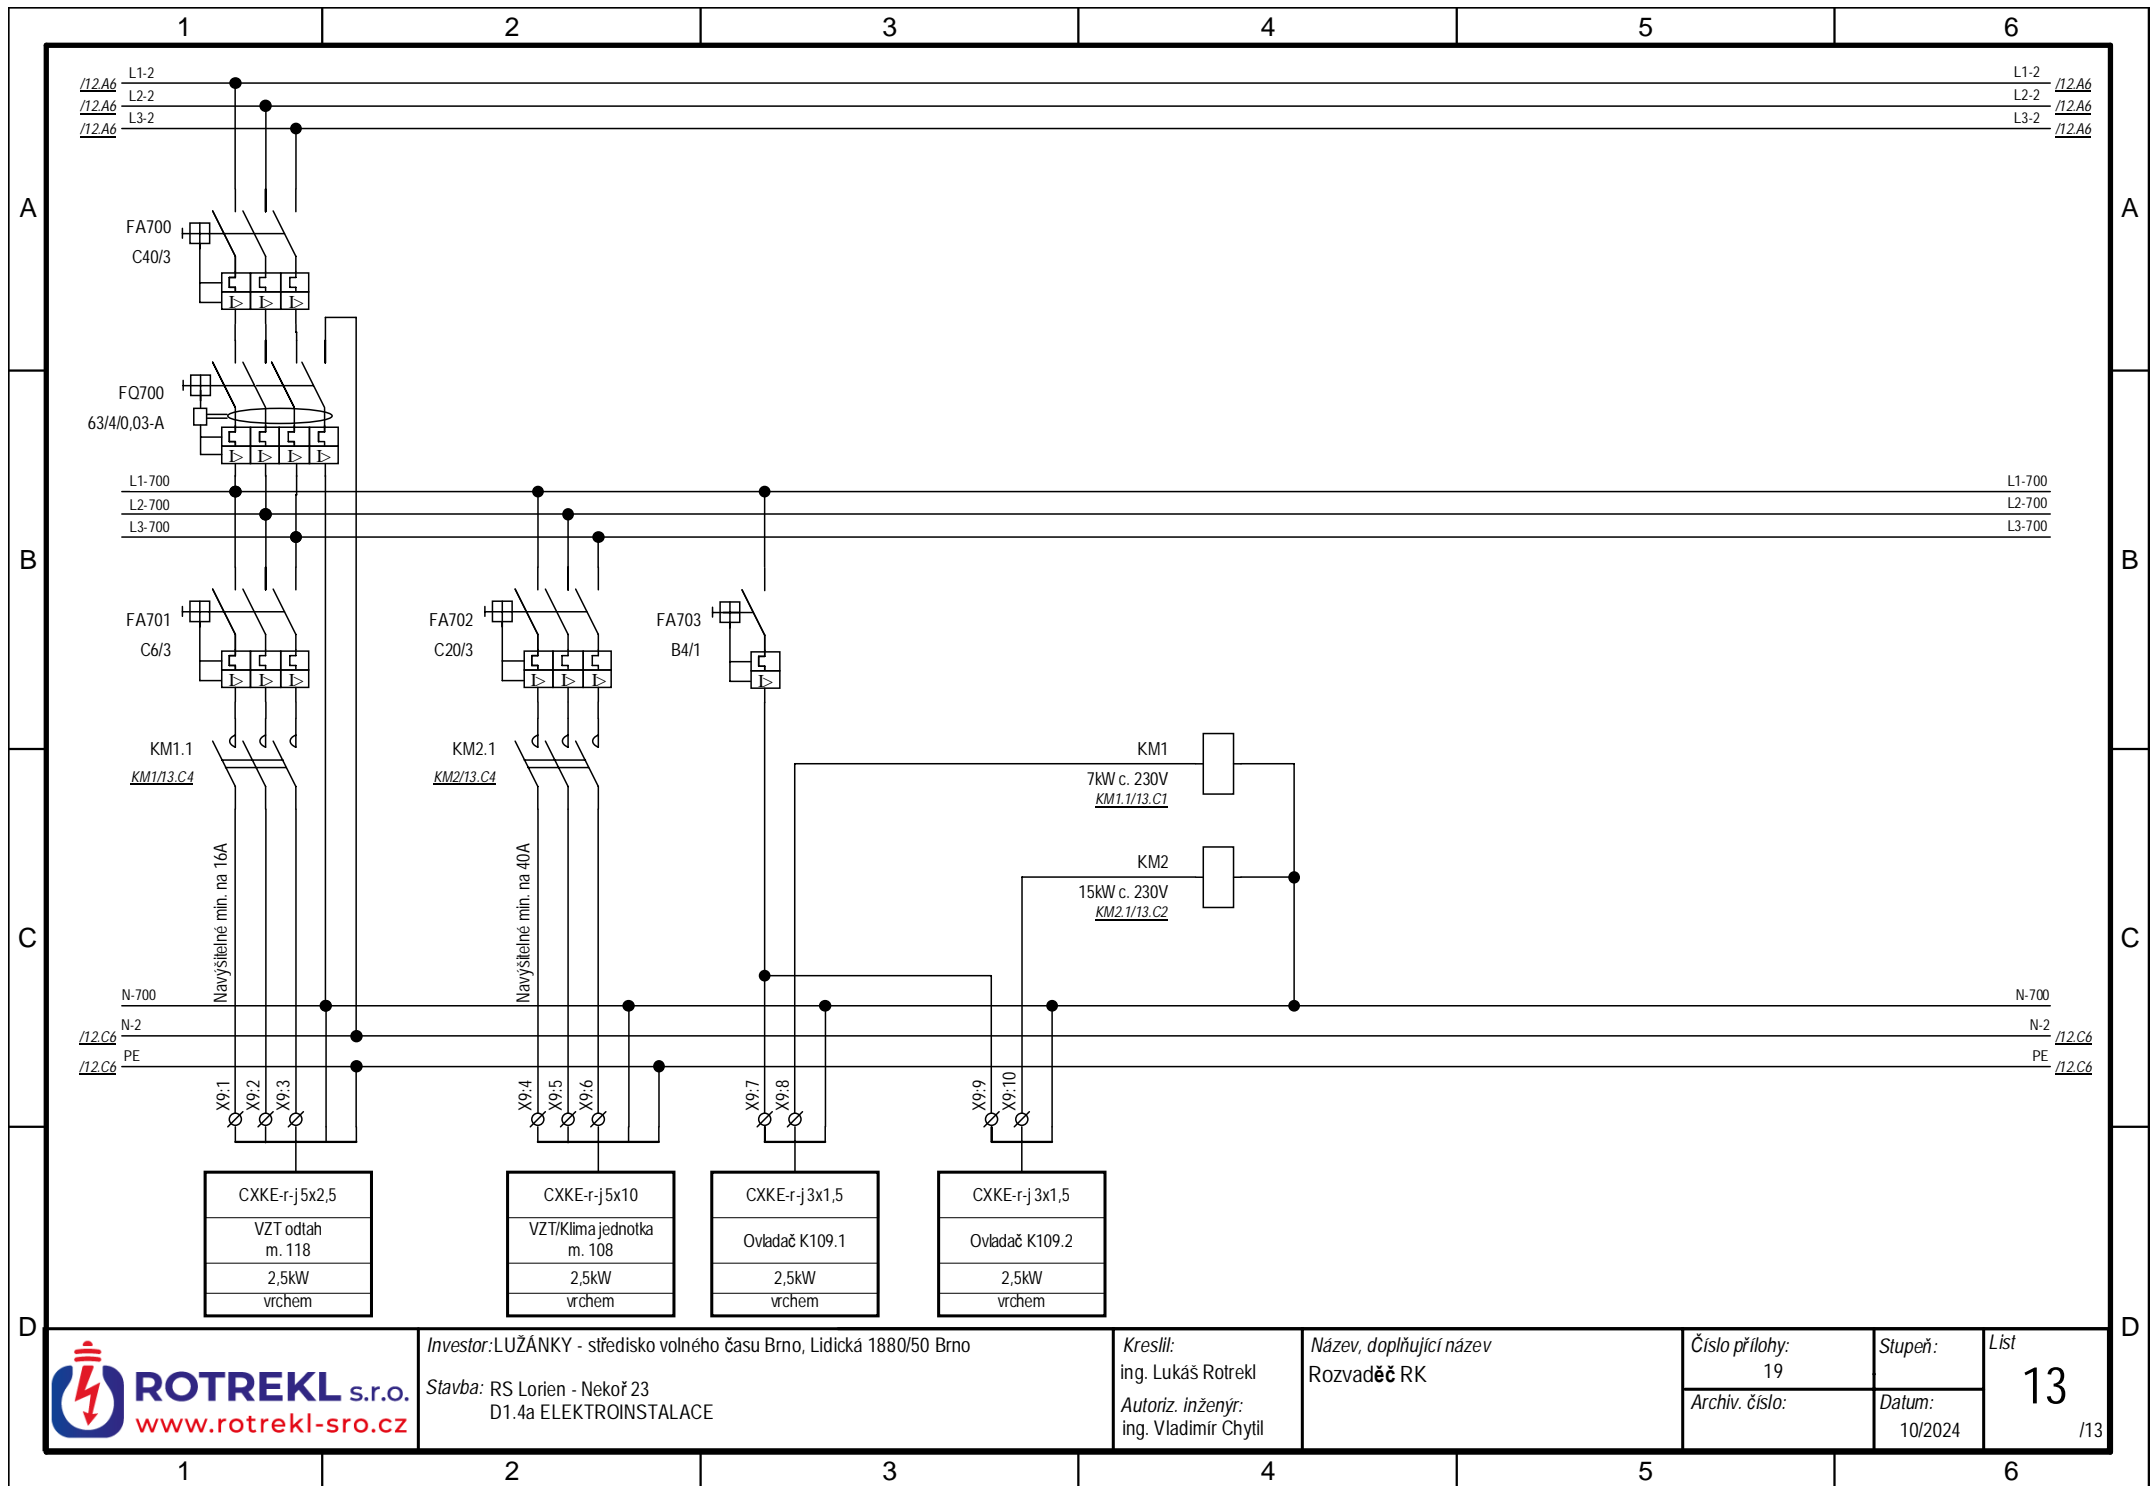 1 2 3 4 5 6
L1-2 L1-2
/12.A6 /12.A6
L2-2 L2-2
/12.A6 /12.A6
L3-2 L3-2
/12.A6 /12.A6
A A
FA700
C40/3
I> I> I>
FQ700
63/4/0,03-A
I> I> I> I>
L1-700 L1-700
L2-700 L2-700
L3-700 L3-700
B B
FA701 FA702 FA703
C6/3 C20/3 B4/1
I> I> I> I> I> I> I>
KM1.1 KM2.1 KM1
KM1/13.C4 KM2/13.C4 7kW c. 230V
KM1.1/13.C1
Navýšitelné min. na 16A
Navýšitelné min. na 40A
KM2
15kW c. 230V
KM2.1/13.C2
C C
N-700 N-700
N-2 N-2
/12.C6 /12.C6
PE PE
/12.C6 /12.C6
X9:1 X9:2 X9:3 X9:4 X9:5 X9:6 X9:7 X9:8 X9:9 X9:10
CXKE-r-j 5x2,5 CXKE-r-j 5x10 CXKE-r-j 3x1,5 CXKE-r-j 3x1,5
VZT odtah VZT/Klima jednotka Ovladač K109.1 Ovladač K109.2
m. 118 m. 108
2,5kW 2,5kW 2,5kW 2,5kW
vrchem vrchem vrchem vrchem
D D
ROTREKL s.r.o.
www.rotrekl-sro.cz
Investor:LUŽÁNKY - středisko volného času Brno, Lidická 1880/50 Brno
Stavba: RS Lorien - Nekoř 23
D1.4a ELEKTROINSTALACE
Kreslil:
ing. Lukáš Rotrekl
Autoriz. inženýr:
ing. Vladimír Chytil
Název, doplňující název
Rozvaděč RK
Číslo přílohy:
19
Archiv. číslo:
Stupeň:
Datum:
10/2024
List
13
/13
1 2 3 4 5 6